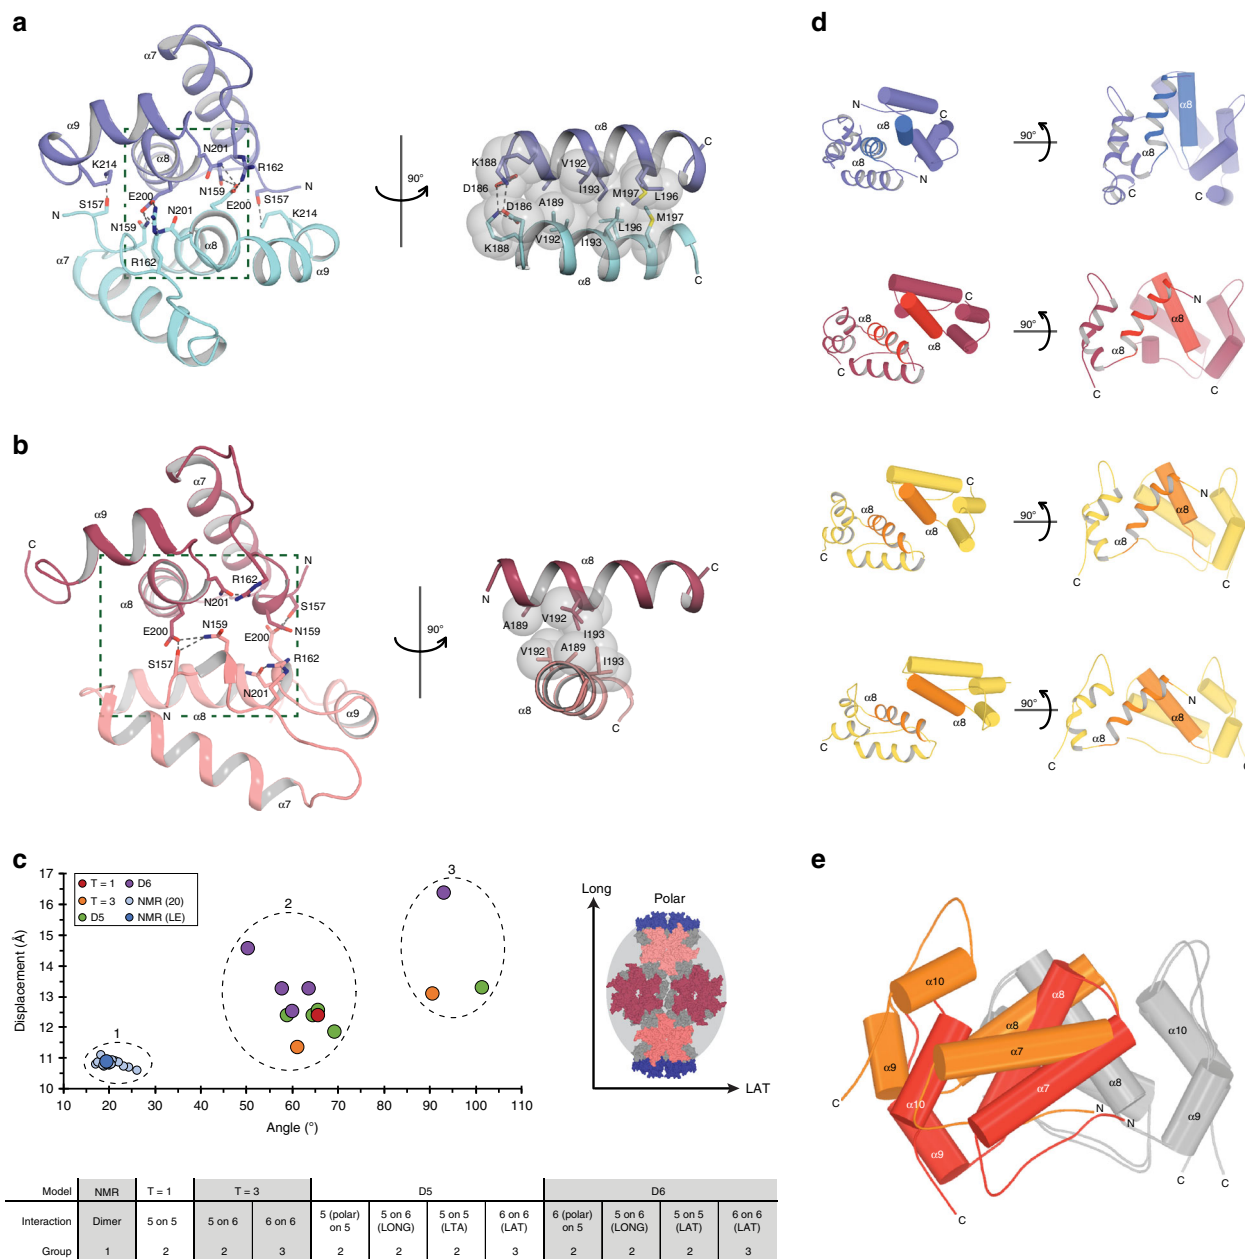 a
α7
α9
α8
N201
R162
K214
N159
N
S157
E200
N
S157
E200
N201
K214
N159
α7
α8
R162
α9
90°
α8
C
K188
V192
D186
I193
M197
L196
D186
A189
M197
K188
V192
I193
L196
C
α8
b
α7
α9
C
R162
N
α8
N201
S157
E200
N159
E200
S157
R162
N201
N
α8
α9
α7
90°
α8
C
N
A189
V192
I193
V192
A189
I193
α8
C
c
Displacement (Å)
17
16
15
14
13
12
11
10
T = 1
D6
T = 3
NMR (20)
D5
NMR (LE)
1
2
3
10 20 30 40 50 60 70 80 90 100 110
Angle (°)
Long
Polar
LAT
Model NMR T = 1 T = 3 D5 D6
Interaction Dimer 5 on 5 5 on 6 6 on 6 5 (polar) on 5 5 on 6 (LONG) 5 on 5 (LTA) 6 on 6 (LAT) 6 (polar) on 5 5 on 6 (LONG) 5 on 5 (LAT) 6 on 6 (LAT)
Group 1 2 2 3 2 2 2 3 2 2 2 3
d
N
C
α8
α8
N
90°
α8
α8
C
C
C
α8
α8
C
90°
N
α8
α8
C
C
C
α8
α8
C
90°
N
α8
α8
C
C
C
α8
α8
C
90°
N
α8
α8
C
C
e
α10
α8
α8
α10
α7
α9
α7
α8
α10
N
N
α9
C
α9
C
C
C